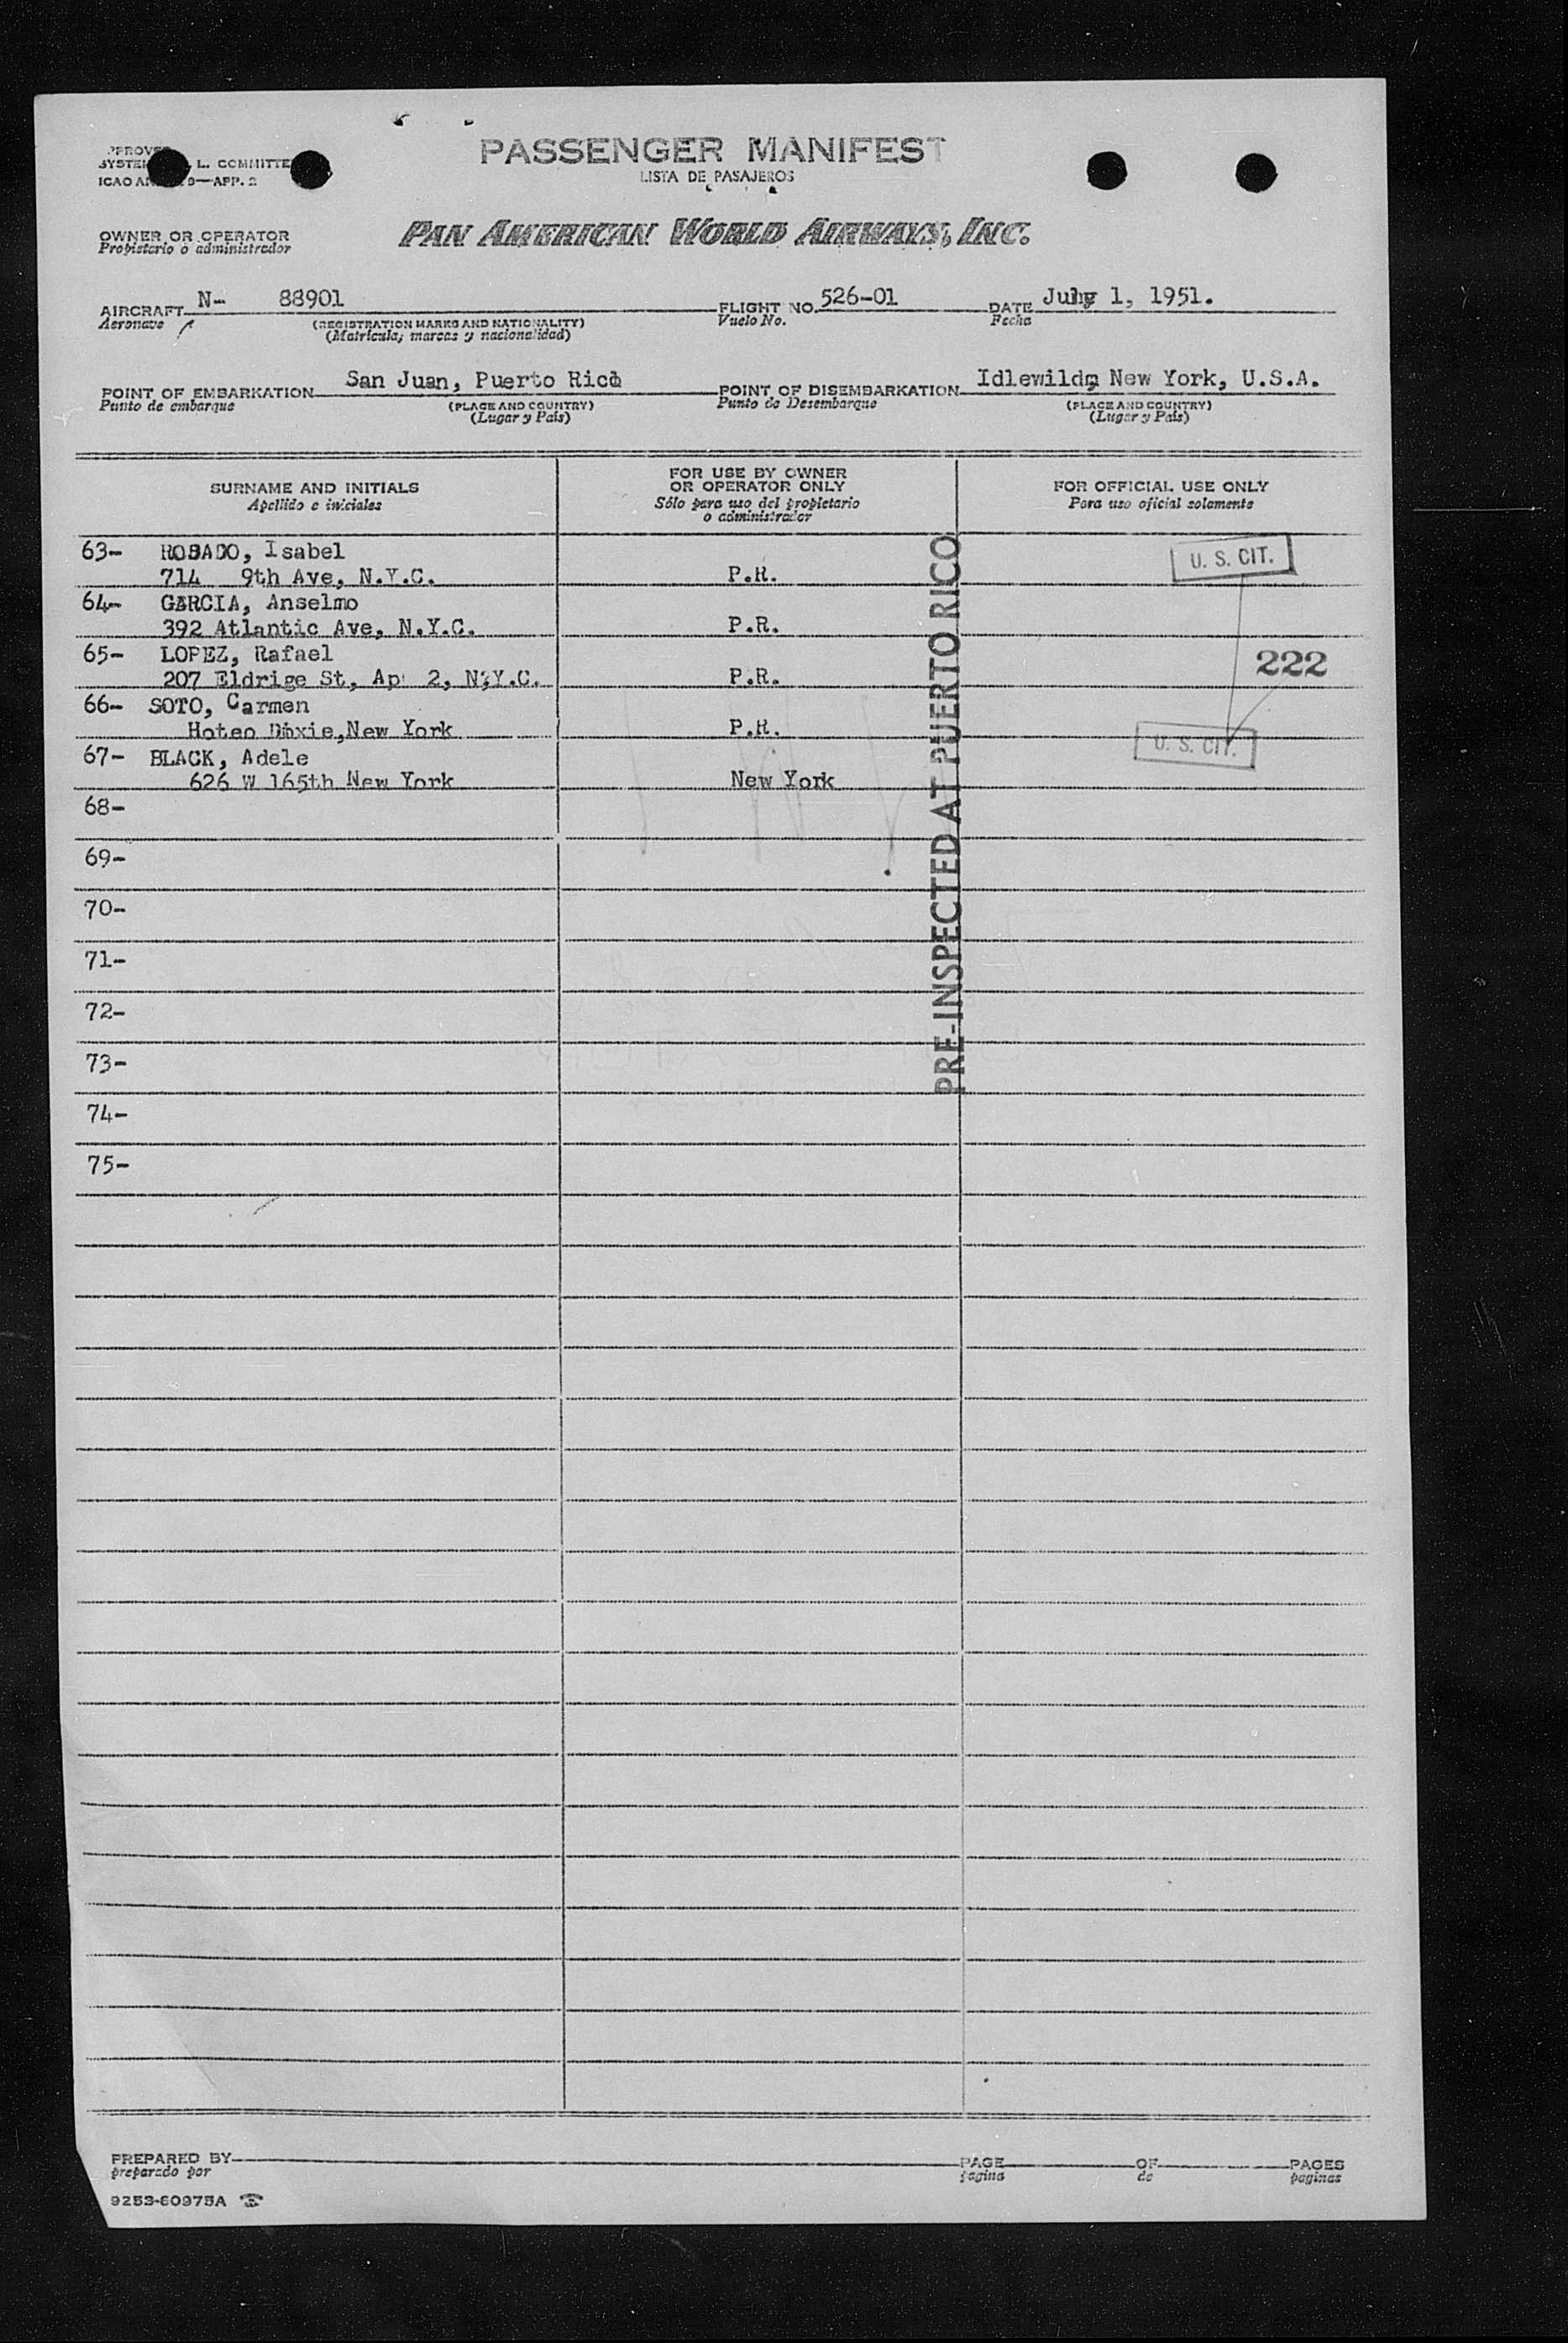 PASSENGER MANIFEST
LISTA DE PASAJEROS
L. COMMITTE
9—APP. 2
OWNER OR OPERATOR
Propietario o administrador
PAN AMERICAN WORLD AIRWAYS, INC.
AIRCRAFT N- 88901 FLIGHT NO. 526-01 DATE July 1, 1951.
Aeronave (REGISTRATION MARKS AND NATIONALITY) Vuelo No. Fecha
(Matrícula, marcas y nacionalidad)
POINT OF EMBARKATION San Juan, Puerto Rico POINT OF DISEMBARKATION Idlewild, New York, U.S.A.
Punto de embarque (PLACE AND COUNTRY) Punto de Desembarque (PLACE AND COUNTRY)
(Lugar y País) (Lugar y País)
SURNAME AND INITIALS
Apellido e iniciales
FOR USE BY OWNER
OR OPERATOR ONLY
Sólo para uso del propietario
o administrador
FOR OFFICIAL USE ONLY
Para uso oficial solamente
63- ROSADO, Isabel U. S. CIT.
714 9th Ave, N.Y.C. P.R.
64- GARCIA, Anselmo
392 Atlantic Ave, N.Y.C. P.R.
65- LOPEZ, Rafael 222
207 Eldrige St, Ap 2, N.Y.C. P.R.
66- SOTO, Carmen
Hoteo Dixie,New York P.R. U. S. CIT.
67- BLACK, Adele
626 W 165th New York New York
68-
69-
70-
71-
72-
73-
74-
75-
PRE-INSPECTED AT PUERTO RICO
PREPARED BY PAGE OF PAGES
preparado por pagina de paginas
9253-60975A